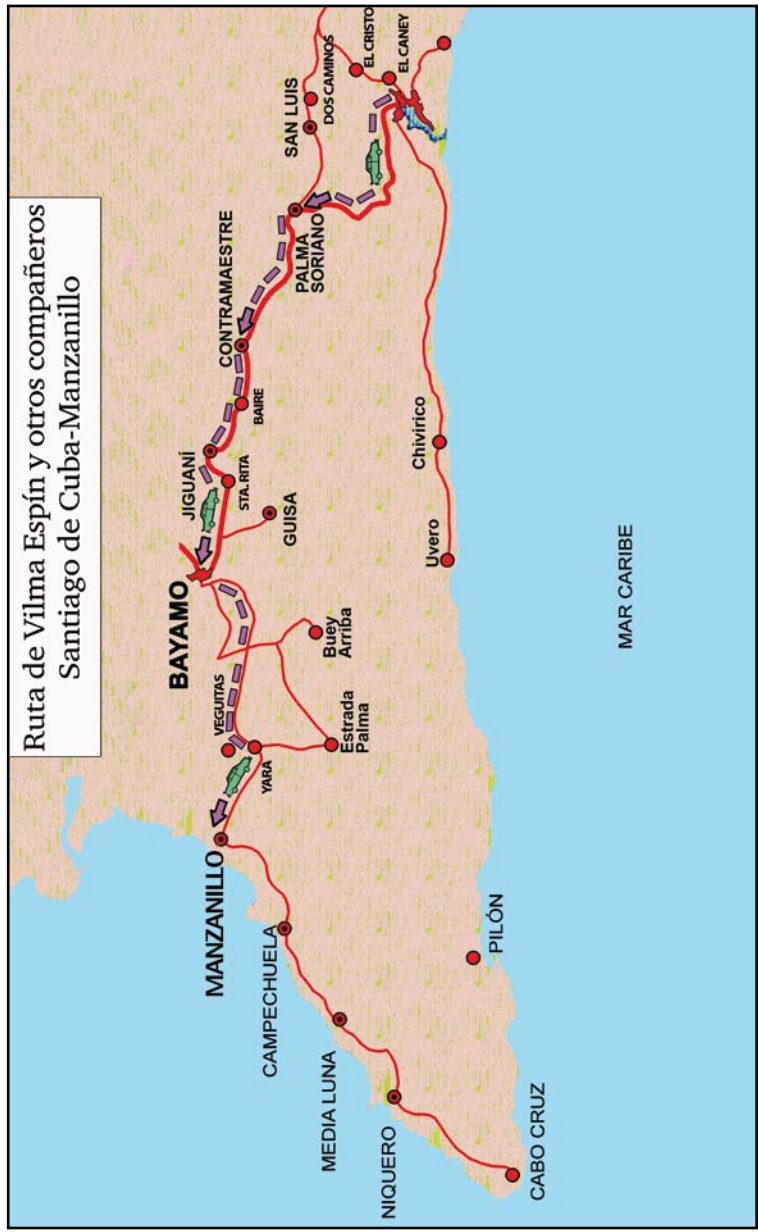 Ruta de Vilma Espín y otros compañeros
Santiago de Cuba-Manzanillo
MANZANILLO
VEGUITAS
YARA
BAYAMO
JIGUANÍ
STA. RITA
BAIRE
CONTRAMAESTRE
PALMA
SORIANO
SAN LUIS
DOS CAMINOS
EL CRISTO
EL CANEY
GUISA
Buey
Arriba
Estrada
Palma
CAMPECHUELA
MEDIA LUNA
NIQUERO
CABO CRUZ
PILÓN
Uvero
Chivirico
MAR CARIBE